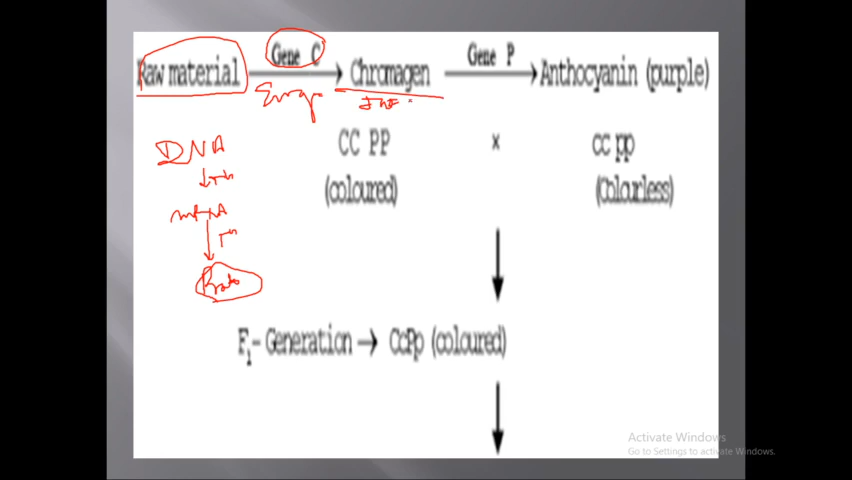 Gene C Gene P
Raw material Chromagen Anthocyanin (purple)
DNA
CC PP x cc pp
(coloured) (Colourless)
mRNA
F1-Generation → CcPp (coloured)
Activate Windows
Go to Settings to activate Windows.